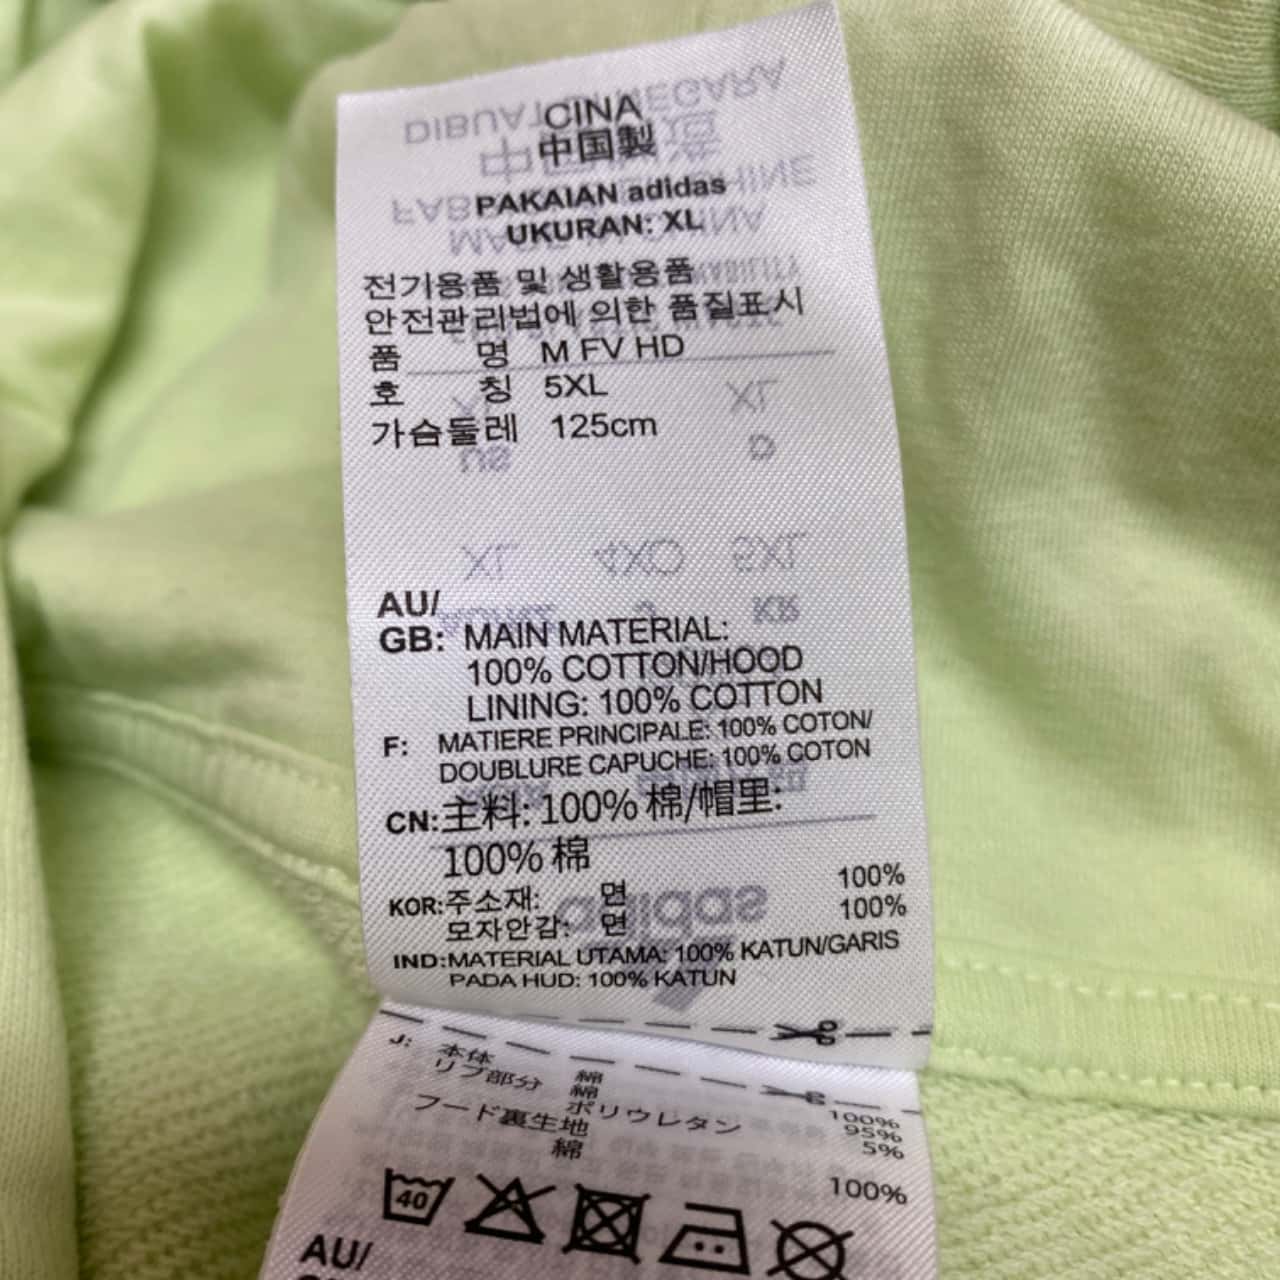 CINA
中国製
PAKAIAN adidas
UKURAN: XL
전기용품 및 생활용품
안전관리법에 의한 품질표시
품 명 M FV HD
호 칭 5XL
가슴둘레 125cm
AU/
GB: MAIN MATERIAL:
100% COTTON/HOOD
LINING: 100% COTTON
F: MATIERE PRINCIPALE: 100% COTON/
DOUBLURE CAPUCHE: 100% COTON
CN:主料: 100% 棉/帽里:
100% 棉
KOR:주소재: 면 100%
모자안감: 면 100%
IND:MATERIAL UTAMA: 100% KATUN/GARIS
PADA HUD: 100% KATUN
J: 本体 綿 100%
リブ部分 綿 95%
ポリウレタン 5%
フード裏生地
綿 100%
40
AU/